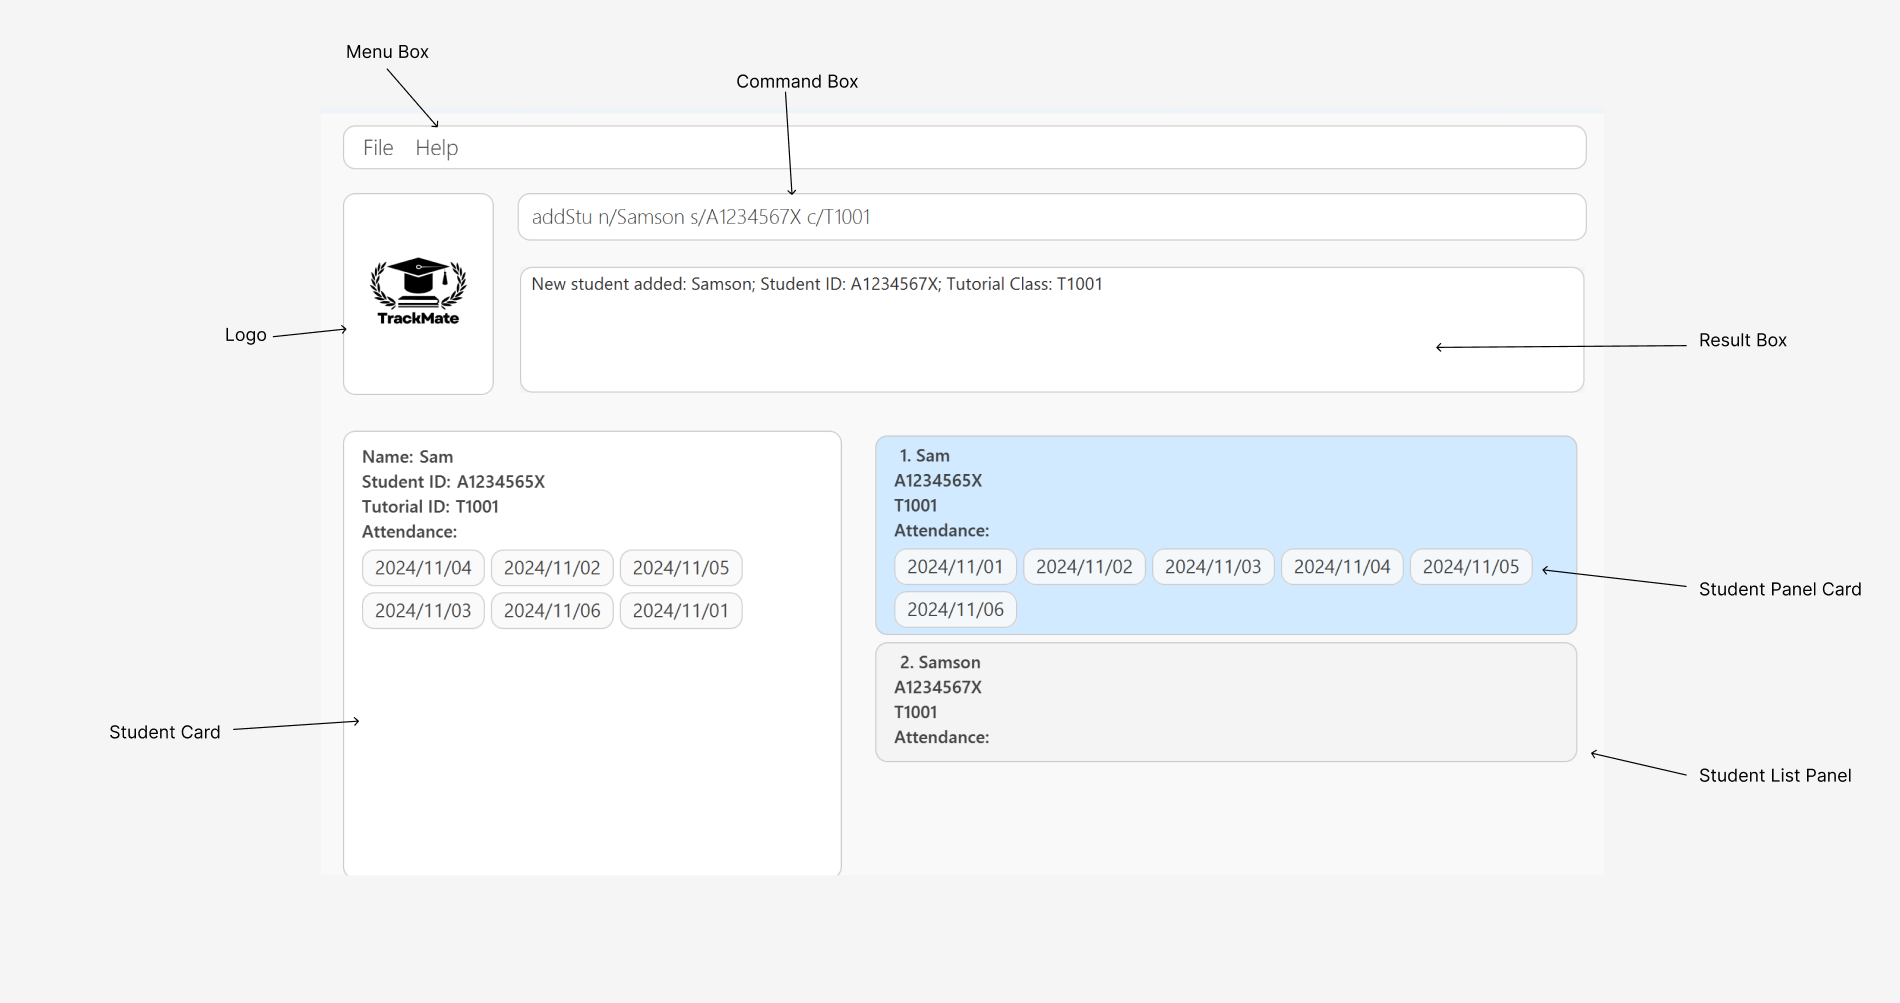 Menu Box
Command Box
File Help
addStu n/Samson s/A1234567X c/T1001
TrackMate
New student added: Samson; Student ID: A1234567X; Tutorial Class: T1001
Logo
Result Box
Name: Sam
Student ID: A1234565X
Tutorial ID: T1001
Attendance:
2024/11/04 2024/11/02 2024/11/05
2024/11/03 2024/11/06 2024/11/01
1. Sam
A1234565X
T1001
Attendance:
2024/11/01 2024/11/02 2024/11/03 2024/11/04 2024/11/05
2024/11/06
Student Panel Card
2. Samson
A1234567X
T1001
Attendance:
Student Card
Student List Panel